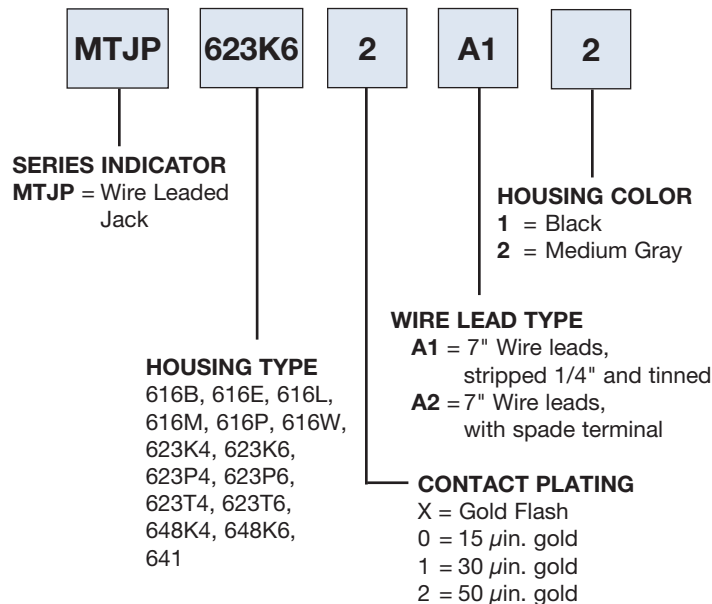 MTJP 623K6 2 A1 2
SERIES INDICATOR
MTJP = Wire Leaded
Jack
HOUSING COLOR
1 = Black
2 = Medium Gray
WIRE LEAD TYPE
A1 = 7" Wire leads,
stripped 1/4" and tinned
A2 = 7" Wire leads,
with spade terminal
HOUSING TYPE
616B, 616E, 616L,
616M, 616P, 616W,
623K4, 623K6,
623P4, 623P6,
623T4, 623T6,
648K4, 648K6,
641
CONTACT PLATING
X = Gold Flash
0 = 15 µin. gold
1 = 30 µin. gold
2 = 50 µin. gold